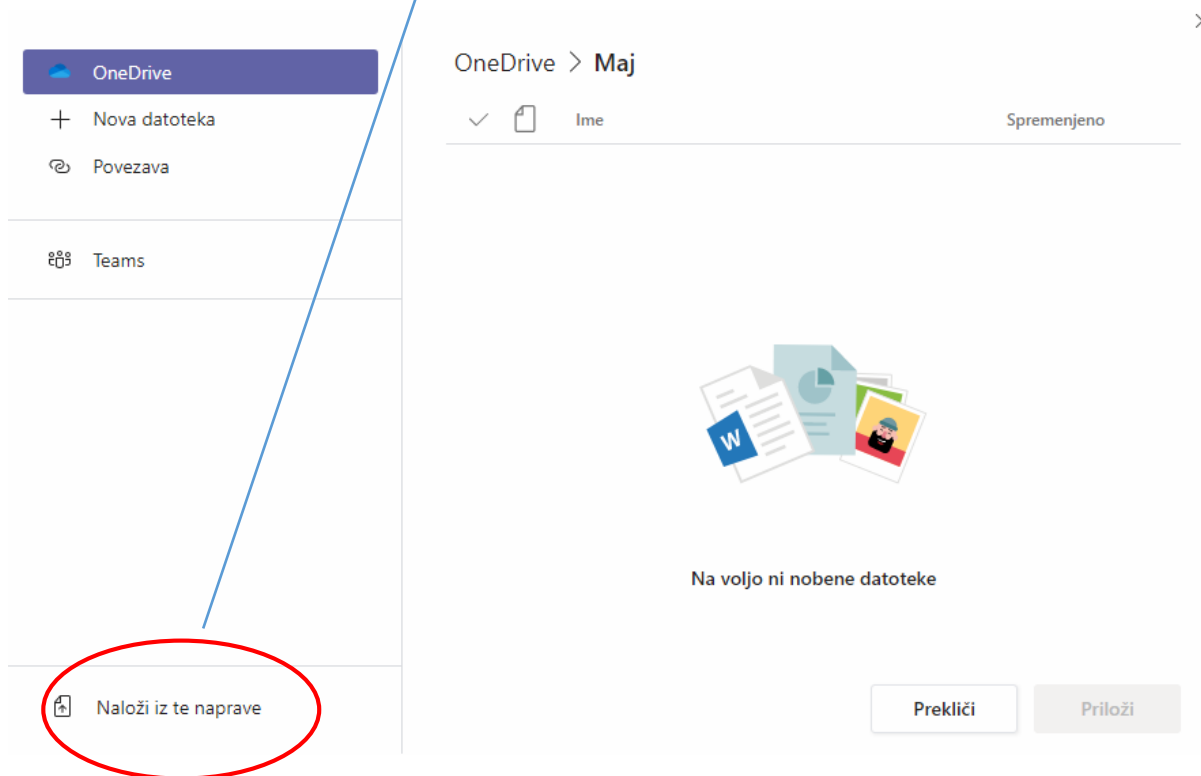 OneDrive
Nova datoteka
Povezava
Teams
Naloži iz te naprave
OneDrive > Maj
Ime Spremenjeno
W
Na voljo ni nobene datoteke
Prekliči Priloži